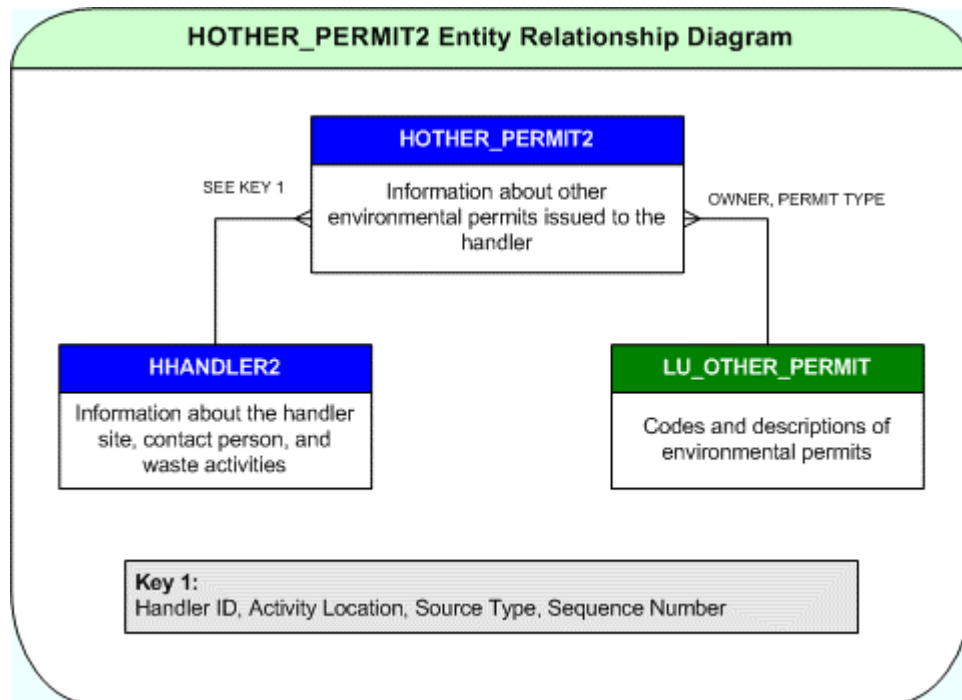 HOTHER_PERMIT2 Entity Relationship Diagram
HOTHER_PERMIT2
Information about other
environmental permits issued to the
handler
SEE KEY 1
OWNER, PERMIT TYPE
HHANDLER2
Information about the handler
site, contact person, and
waste activities
LU_OTHER_PERMIT
Codes and descriptions of
environmental permits
Key 1:
Handler ID, Activity Location, Source Type, Sequence Number